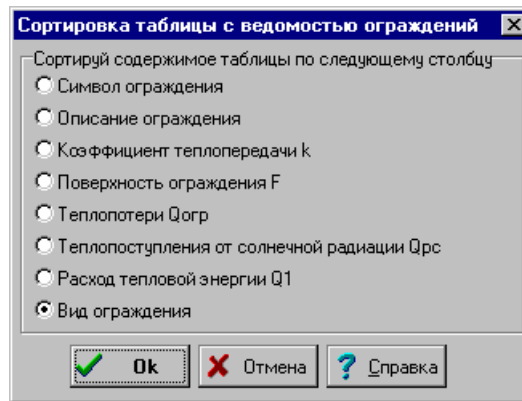 Сортировка таблицы с ведомостью ограждений
Сортируй содержимое таблицы по следующему столбцу
Символ ограждения
Описание ограждения
Коэффициент теплопередачи k
Поверхность ограждения F
Теплопотери Qогр
Теплопоступления от солнечной радиации Qрс
Расход тепловой энергии Q1
Вид ограждения
Ok Отмена Справка